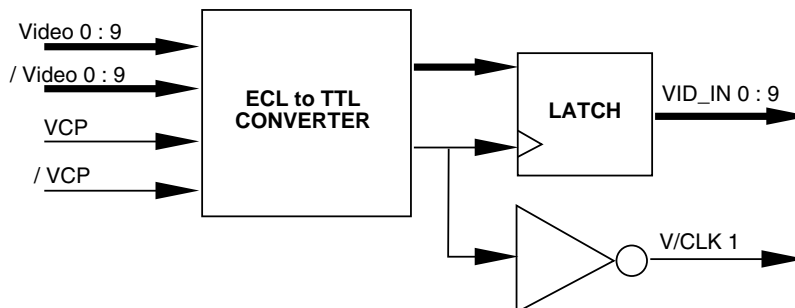 Video 0 : 9
/ Video 0 : 9
VCP
/ VCP
ECL to TTL
CONVERTER
LATCH
VID_IN 0 : 9
V/CLK 1